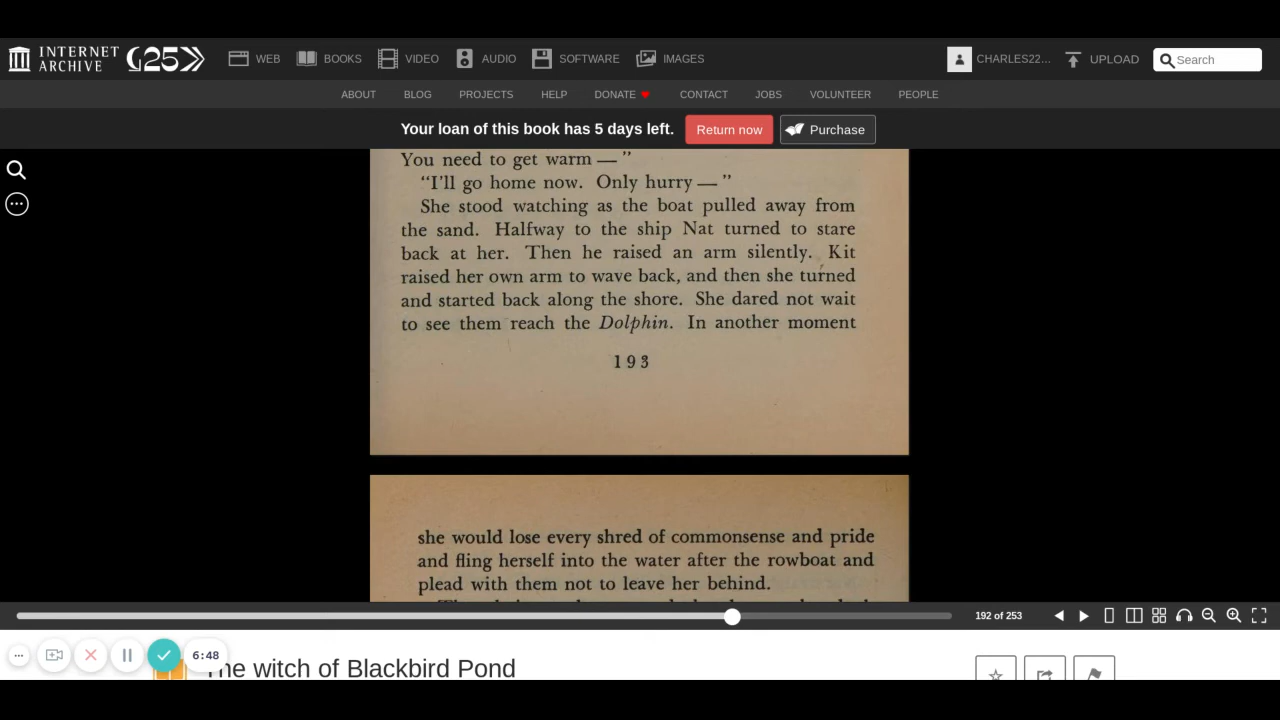 INTERNET ARCHIVE 25
WEB BOOKS VIDEO AUDIO SOFTWARE IMAGES CHARLES22... UPLOAD Search
ABOUT BLOG PROJECTS HELP DONATE CONTACT JOBS VOLUNTEER PEOPLE
Your loan of this book has 5 days left. Return now Purchase
You need to get warm — ”
“I'll go home now. Only hurry — ”
She stood watching as the boat pulled away from
the sand. Halfway to the ship Nat turned to stare
back at her. Then he raised an arm silently. Kit
raised her own arm to wave back, and then she turned
and started back along the shore. She dared not wait
to see them reach the Dolphin. In another moment
193
she would lose every shred of commonsense and pride
and fling herself into the water after the rowboat and
plead with them not to leave her behind.
192 of 253
6:48
The witch of Blackbird Pond